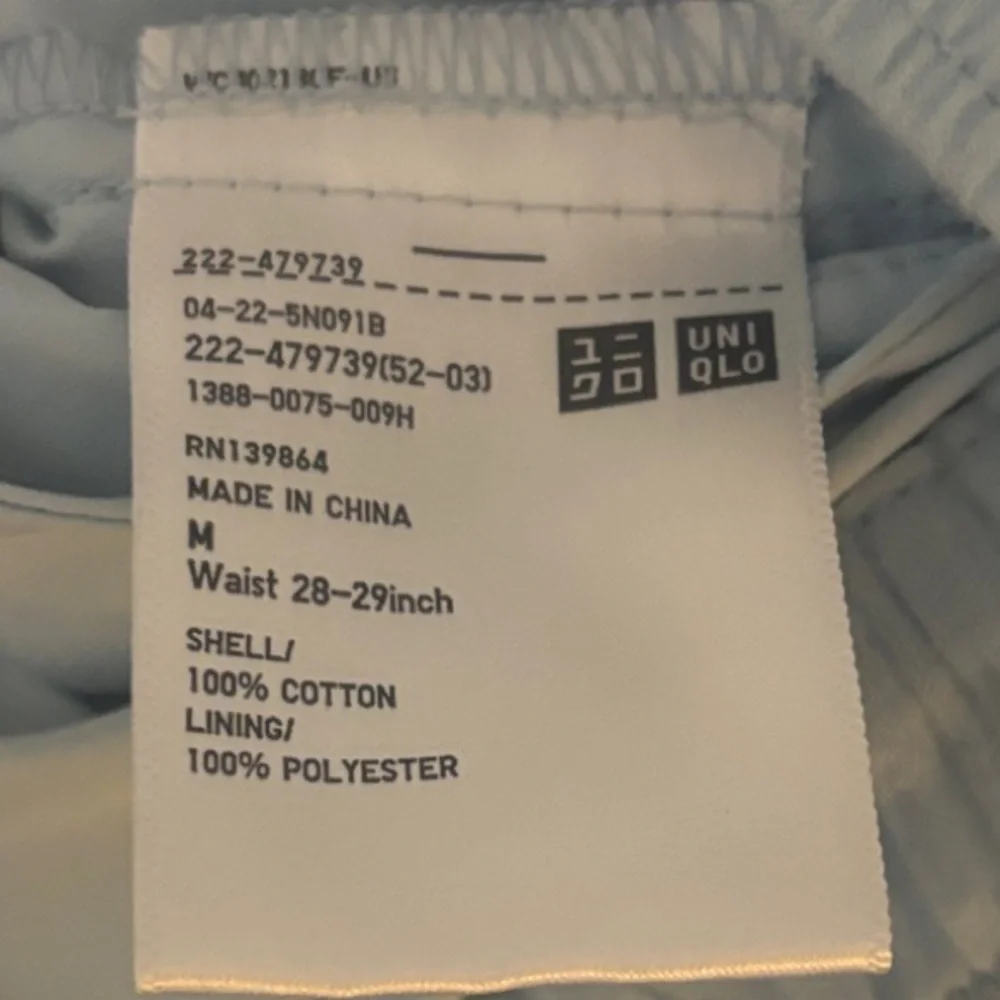 222-479739
04-22-5N091B
222-479739(52-03)
1388-0075-009H
ユニ
クロ
UNI
QLO
RN139864
MADE IN CHINA
M
Waist 28-29inch
SHELL/
100% COTTON
LINING/
100% POLYESTER